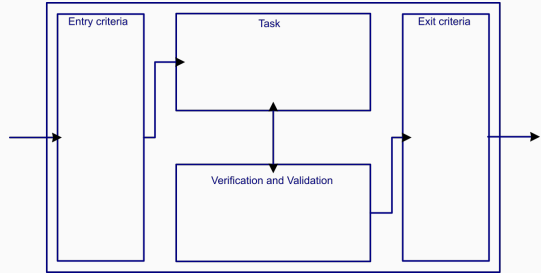 Entry criteria
Task
Exit criteria
Verification and Validation